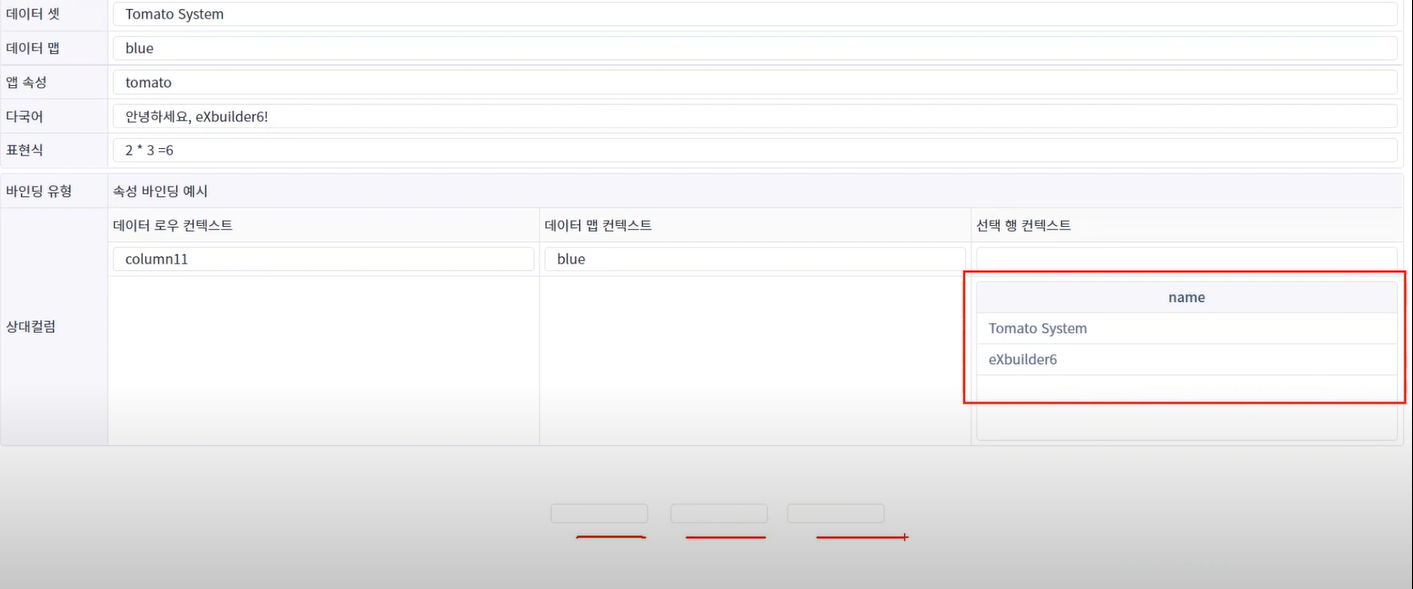 데이터 셋 Tomato System
데이터 맵 blue
앱 속성 tomato
다국어 안녕하세요, eXbuilder6!
표현식 2 * 3 =6
바인딩 유형 속성 바인딩 예시
데이터 로우 컨텍스트 데이터 맵 컨텍스트 선택 행 컨텍스트
column11 blue
상대컬럼
name
Tomato System
eXbuilder6